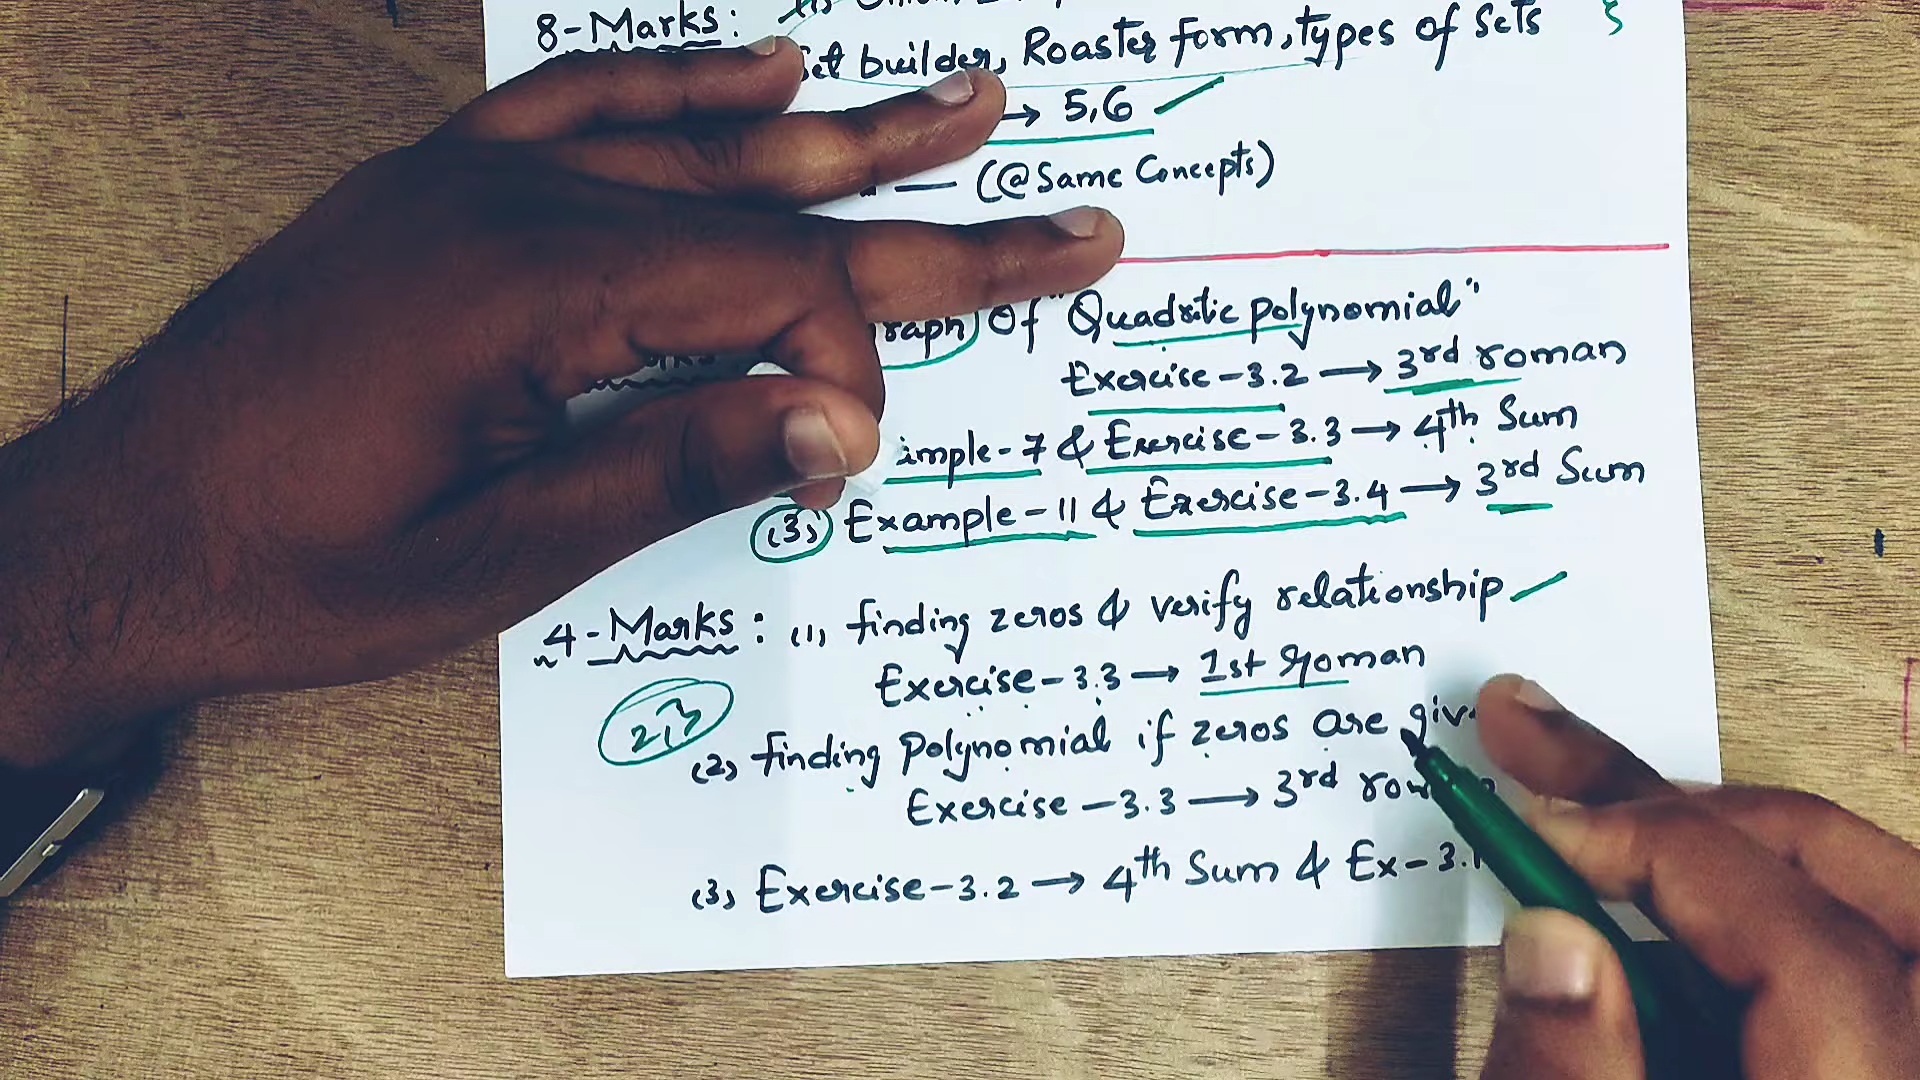 8-Marks:
Set builder, Roaster form, types of sets
→ 5,6 ✓
— (@Same Concepts)
raph) Of "Quadratic polynomial"
Exercise-3.2 → 3rd roman
ample-7 & Exercise-3.3 → 4th Sum
(3) Example-11 & Exercise-3.4 → 3rd Sum
4-Marks: (1) finding zeros & verify relationship ✓
Exercise-3.3 → 1st roman
2,3
(2) finding polynomial if zeros are giv
Exercise-3.3 → 3rd ro
(3) Exercise-3.2 → 4th Sum & Ex-3.1